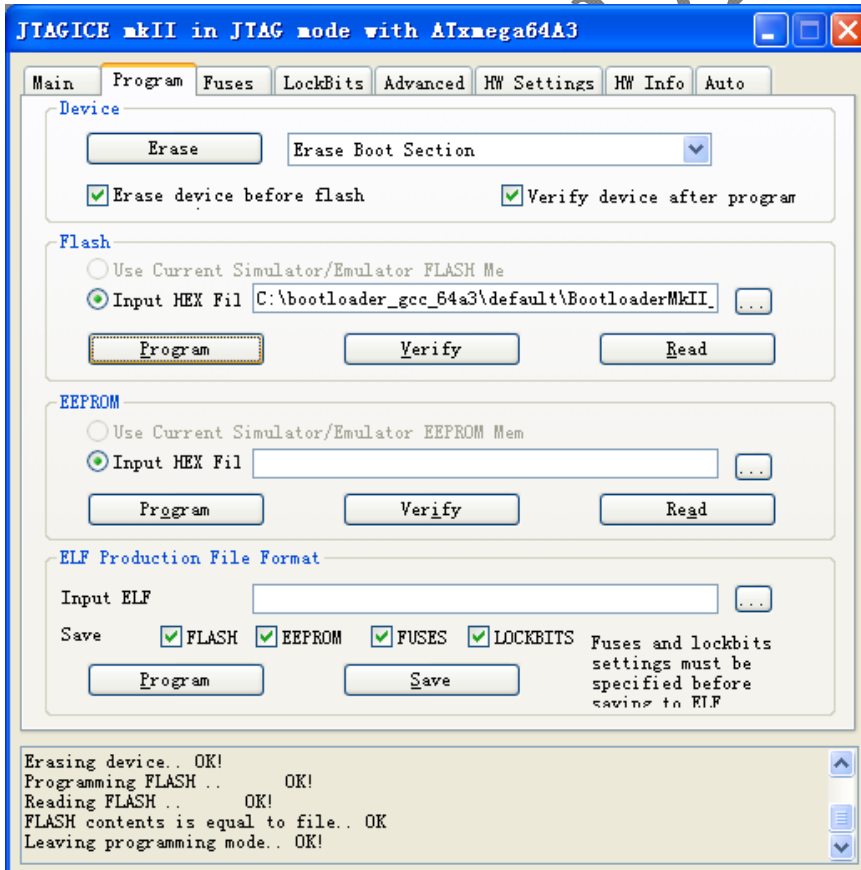 JTAGICE mkII in JTAG mode with ATxmega64A3
Main Program Fuses LockBits Advanced HW Settings HW Info Auto
Device
Erase Erase Boot Section
Erase device before flash Verify device after program
Flash
Use Current Simulator/Emulator FLASH Me
Input HEX Fil C:\bootloader_gcc_64a3\default\BootloaderMkII_ ...
Program Verify Read
EEPROM
Use Current Simulator/Emulator EEPROM Mem
Input HEX Fil ...
Program Verify Read
ELF Production File Format
Input ELF ...
Save FLASH EEPROM FUSES LOCKBITS Fuses and lockbits
settings must be
Program Save specified before
saving to ELF
Erasing device.. OK!
Programming FLASH .. OK!
Reading FLASH .. OK!
FLASH contents is equal to file.. OK
Leaving programming mode.. OK!